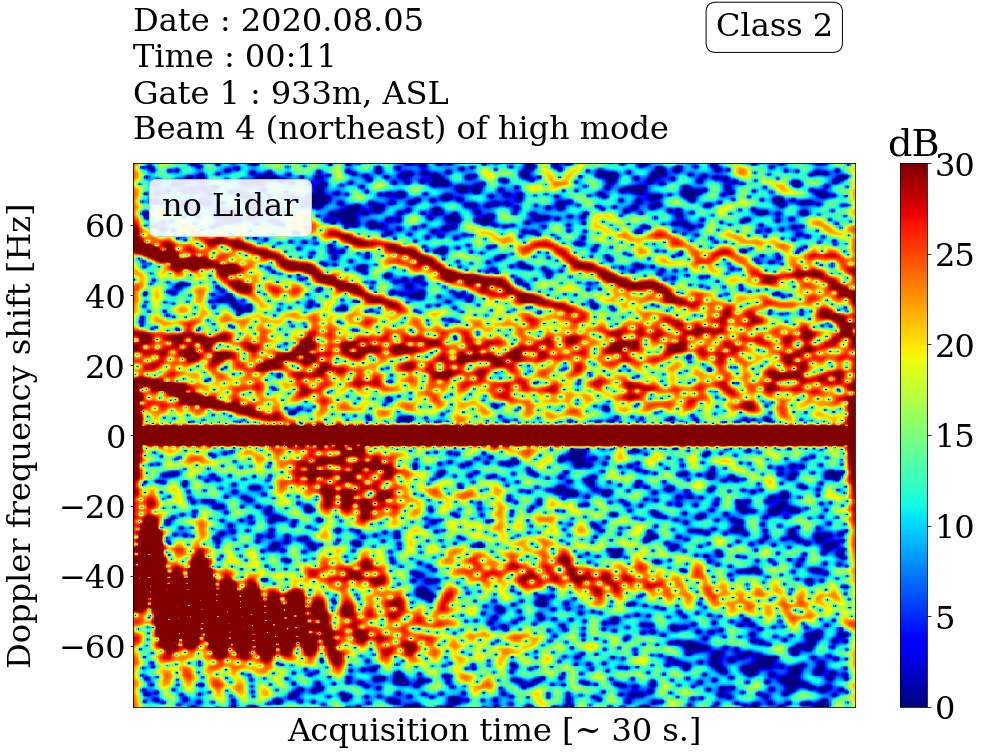 Date : 2020.08.05
Time : 00:11
Gate 1 : 933m, ASL
Beam 4 (northeast) of high mode
Class 2
no Lidar
Doppler frequency shift [Hz]
60
40
20
0
−20
−40
−60
Acquisition time [~ 30 s.]
dB
30
25
20
15
10
5
0